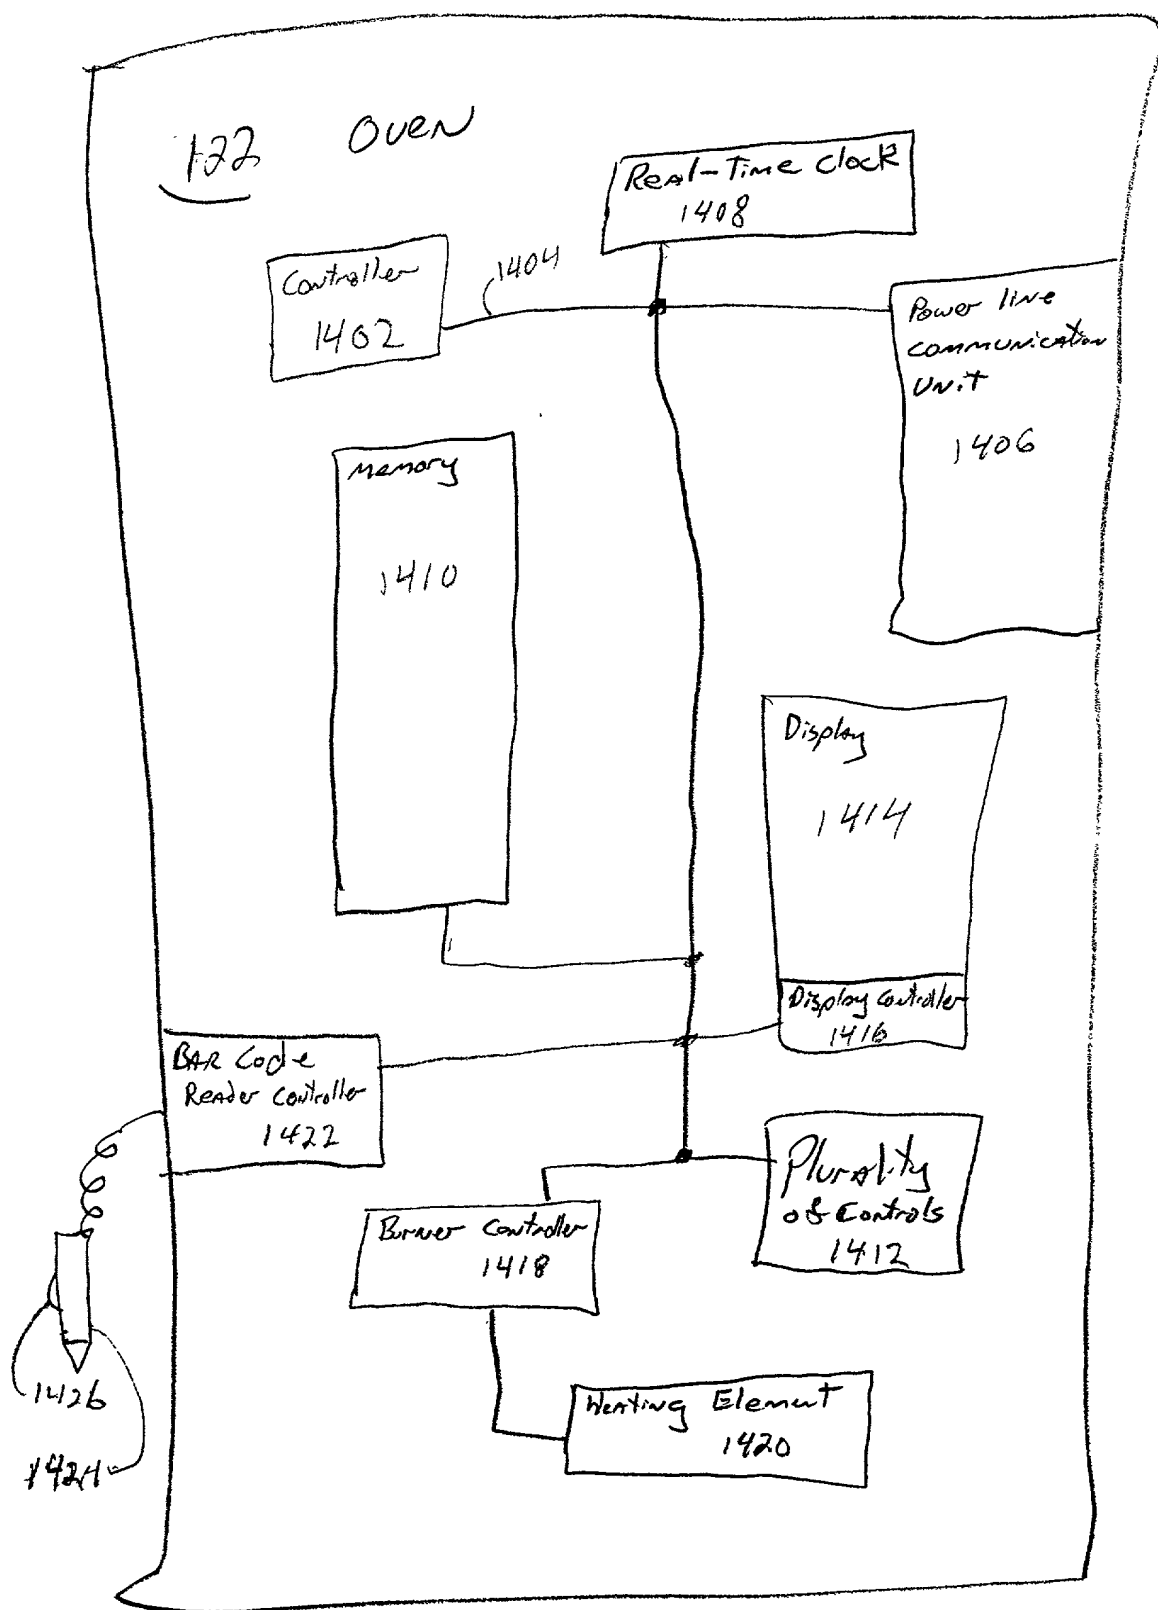 122 Oven
Real-Time Clock
1408
Controller
1402
1404
Power line
communication
Unit
1406
Memory
1410
Display
1414
Display Controller
1416
Bar Code
Reader Controller
1422
Plurality
of Controls
1412
Burner Controller
1418
Heating Element
1420
1426
1424